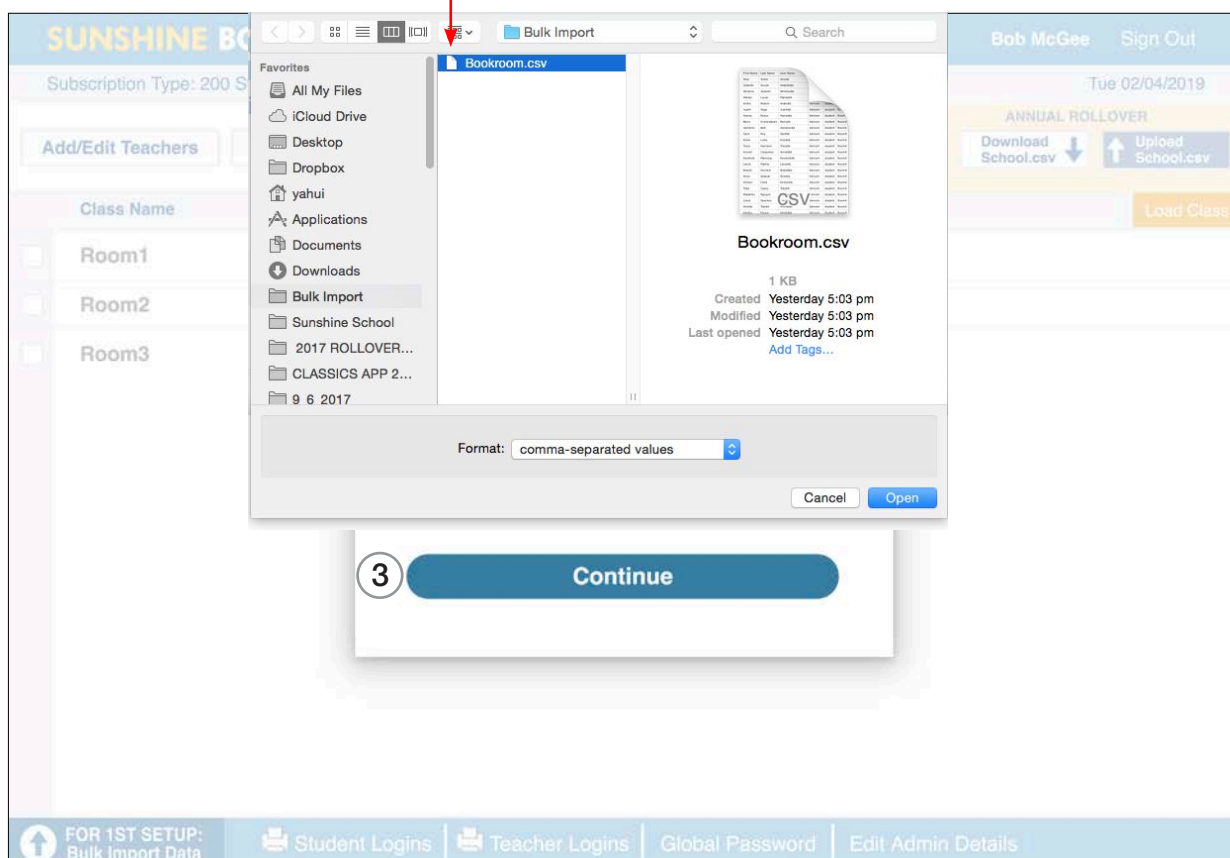 SUNSHINE BO
Bob McGee Sign Out
Subscription Type: 200 S
Tue 02/04/2019
ANNUAL ROLLOVER
Add/Edit Teachers
Download School.csv
Upload School.csv
Class Name
Load Class
Room1
Room2
Room3
Bulk Import
Search
Favorites
All My Files
iCloud Drive
Desktop
Dropbox
yahui
Applications
Documents
Downloads
Bulk Import
Sunshine School
2017 ROLLOVER...
CLASSICS APP 2...
9 6 2017
Bookroom.csv
CSV
Bookroom.csv
1 KB
Created Yesterday 5:03 pm
Modified Yesterday 5:03 pm
Last opened Yesterday 5:03 pm
Add Tags...
Format: comma-separated values
Cancel Open
3 Continue
FOR 1ST SETUP:
Bulk Import Data
Student Logins Teacher Logins Global Password Edit Admin Details